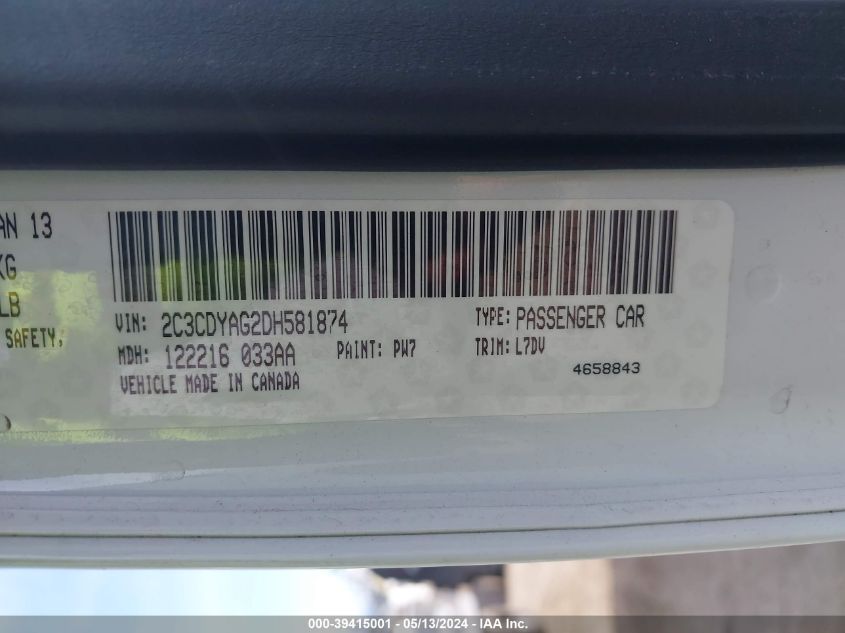 AN 13
KG
LB
SAFETY,
VIN: 2C3CDYAG2DH581874 TYPE: PASSENGER CAR
MDH: 122216 033AA PAINT: PW7 TRIM: L7DV
VEHICLE MADE IN CANADA 4658843
000-39415001 - 05/13/2024 - IAA Inc.